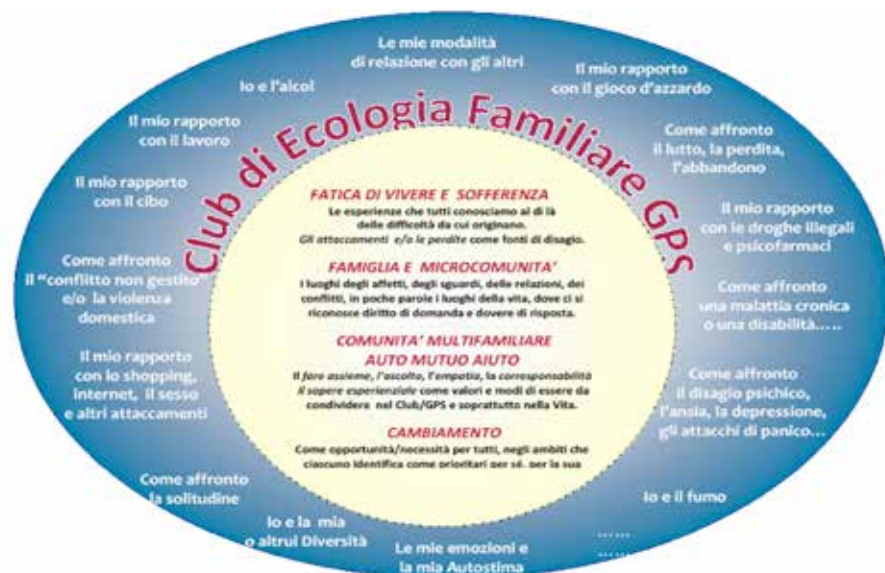 Le mie modalità
di relazione con gli altri
Io e l'alcol
Il mio rapporto
con il gioco d'azzardo
Il mio rapporto
con il lavoro
Come affronto
il lutto, la perdita,
l'abbandono
Il mio rapporto
con il cibo
Il mio rapporto
con le droghe illegali
e psicofarmaci
Come affronto
il "conflitto non gestito"
e/o la violenza
domestica
Come affronto
una malattia cronica
o una disabilità.....
Il mio rapporto
con lo shopping,
Internet, il sesso
e altri attaccamenti
Come affronto
il disagio psichico,
l'ansia, la depressione,
gli attacchi di panico...
Come affronto
la solitudine
Io e il fumo
Io e la mia
o altrui Diversità
Le mie emozioni e
la mia Autostima
......
......
Club di Ecologia Familiare GPS
FATICA DI VIVERE E SOFFERENZA
Le esperienze che tutti conosciamo al di là
delle difficoltà da cui originano.
Gli attaccamenti e/o le perdite come fonti di disagio.
FAMIGLIA E MICROCOMUNITA'
I luoghi degli affetti, degli sguardi, delle relazioni, dei
conflitti, in poche parole i luoghi della vita, dove ci si
riconosce diritto di domanda e dovere di risposta.
COMUNITA' MULTIFAMILIARE
AUTO MUTUO AIUTO
Il fare assieme, l'ascolto, l'empatia, la corresponsabilità
il sapere esperienziale come valori e modi di essere da
condividere nel Club/GPS e soprattutto nella Vita.
CAMBIAMENTO
Come opportunità/necessità per tutti, negli ambiti che
ciascuno identifica come prioritari per sé, per la sua